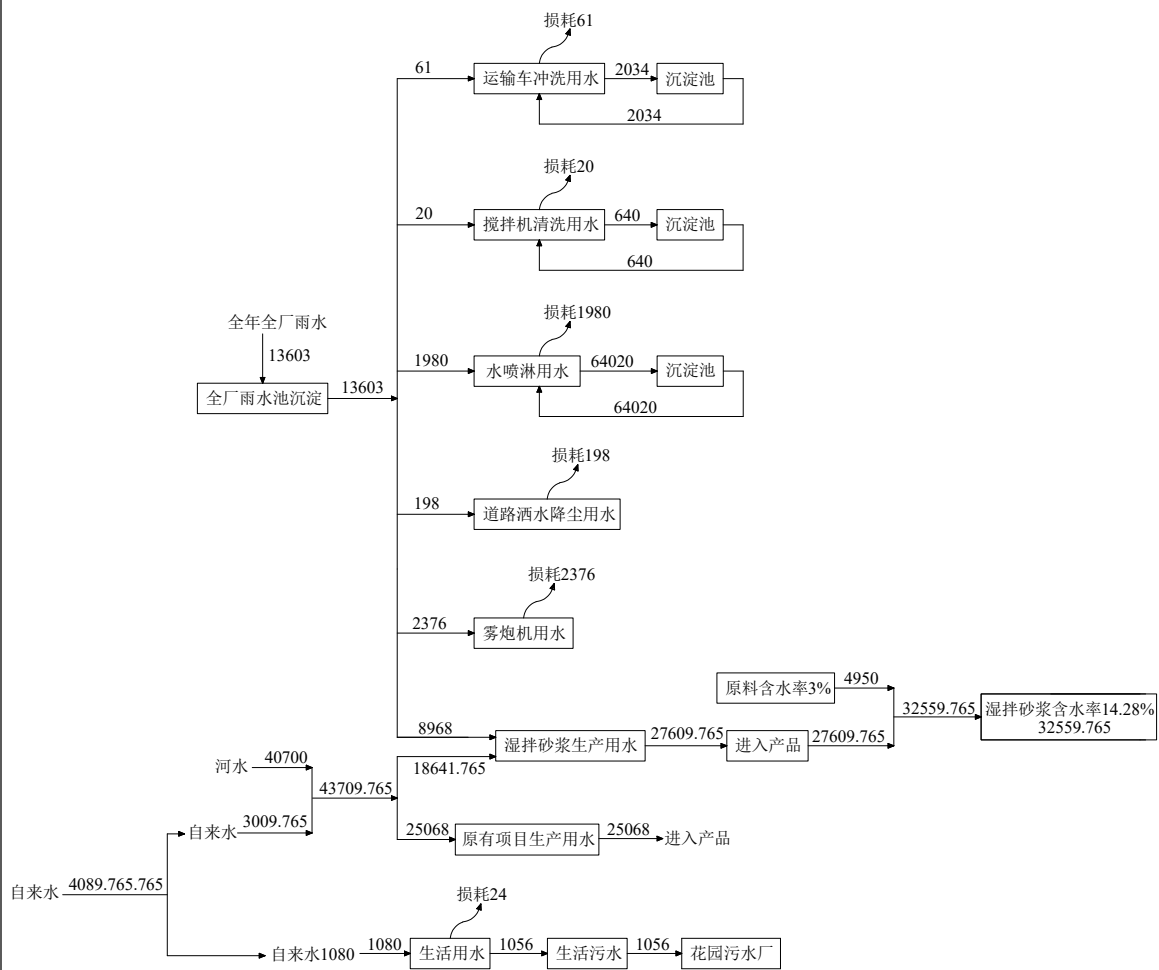 损耗61
61
运输车冲洗用水
2034
沉淀池
2034
损耗20
20
搅拌机清洗用水
640
沉淀池
640
全年全厂雨水
13603
全厂雨水池沉淀
13603
损耗1980
1980
水喷淋用水
64020
沉淀池
64020
损耗198
198
道路洒水降尘用水
损耗2376
2376
雾炮机用水
原料含水率3%
4950
32559.765
湿拌砂浆含水率14.28%
32559.765
8968
湿拌砂浆生产用水
27609.765
进入产品
27609.765
河水
40700
43709.765
18641.765
自来水
3009.765
25068
原有项目生产用水
25068
进入产品
自来水
4089.765.765
损耗24
自来水1080
1080
生活用水
1056
生活污水
1056
花园污水厂